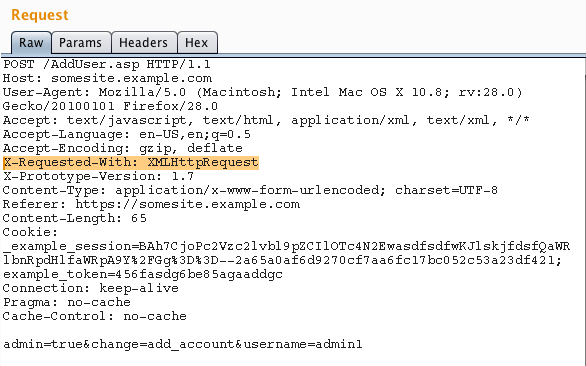 Request
Raw Params Headers Hex
POST /AddUser.asp HTTP/1.1
Host: somesite.example.com
User-Agent: Mozilla/5.0 (Macintosh; Intel Mac OS X 10.8; rv:28.0)
Gecko/20100101 Firefox/28.0
Accept: text/javascript, text/html, application/xml, text/xml, */*
Accept-Language: en-US,en;q=0.5
Accept-Encoding: gzip, deflate
X-Requested-With: XMLHttpRequest
X-Prototype-Version: 1.7
Content-Type: application/x-www-form-urlencoded; charset=UTF-8
Referer: https://somesite.example.com
Content-Length: 65
Cookie:
_example_session=BAh7CjoPc2Vzc2lvbl9pZCIlOTc4N2EwasdfsdfwKJlskjfdsfQaWR
lbnRpdHlfaWRpA9Y%2FGg%3D%3D--2a65a0af6d9270cf7aa6fc17bc052c53a23df421;
example_token=456fasdg6be85agaaddgc
Connection: keep-alive
Pragma: no-cache
Cache-Control: no-cache
admin=true&change=add_account&username=admin1